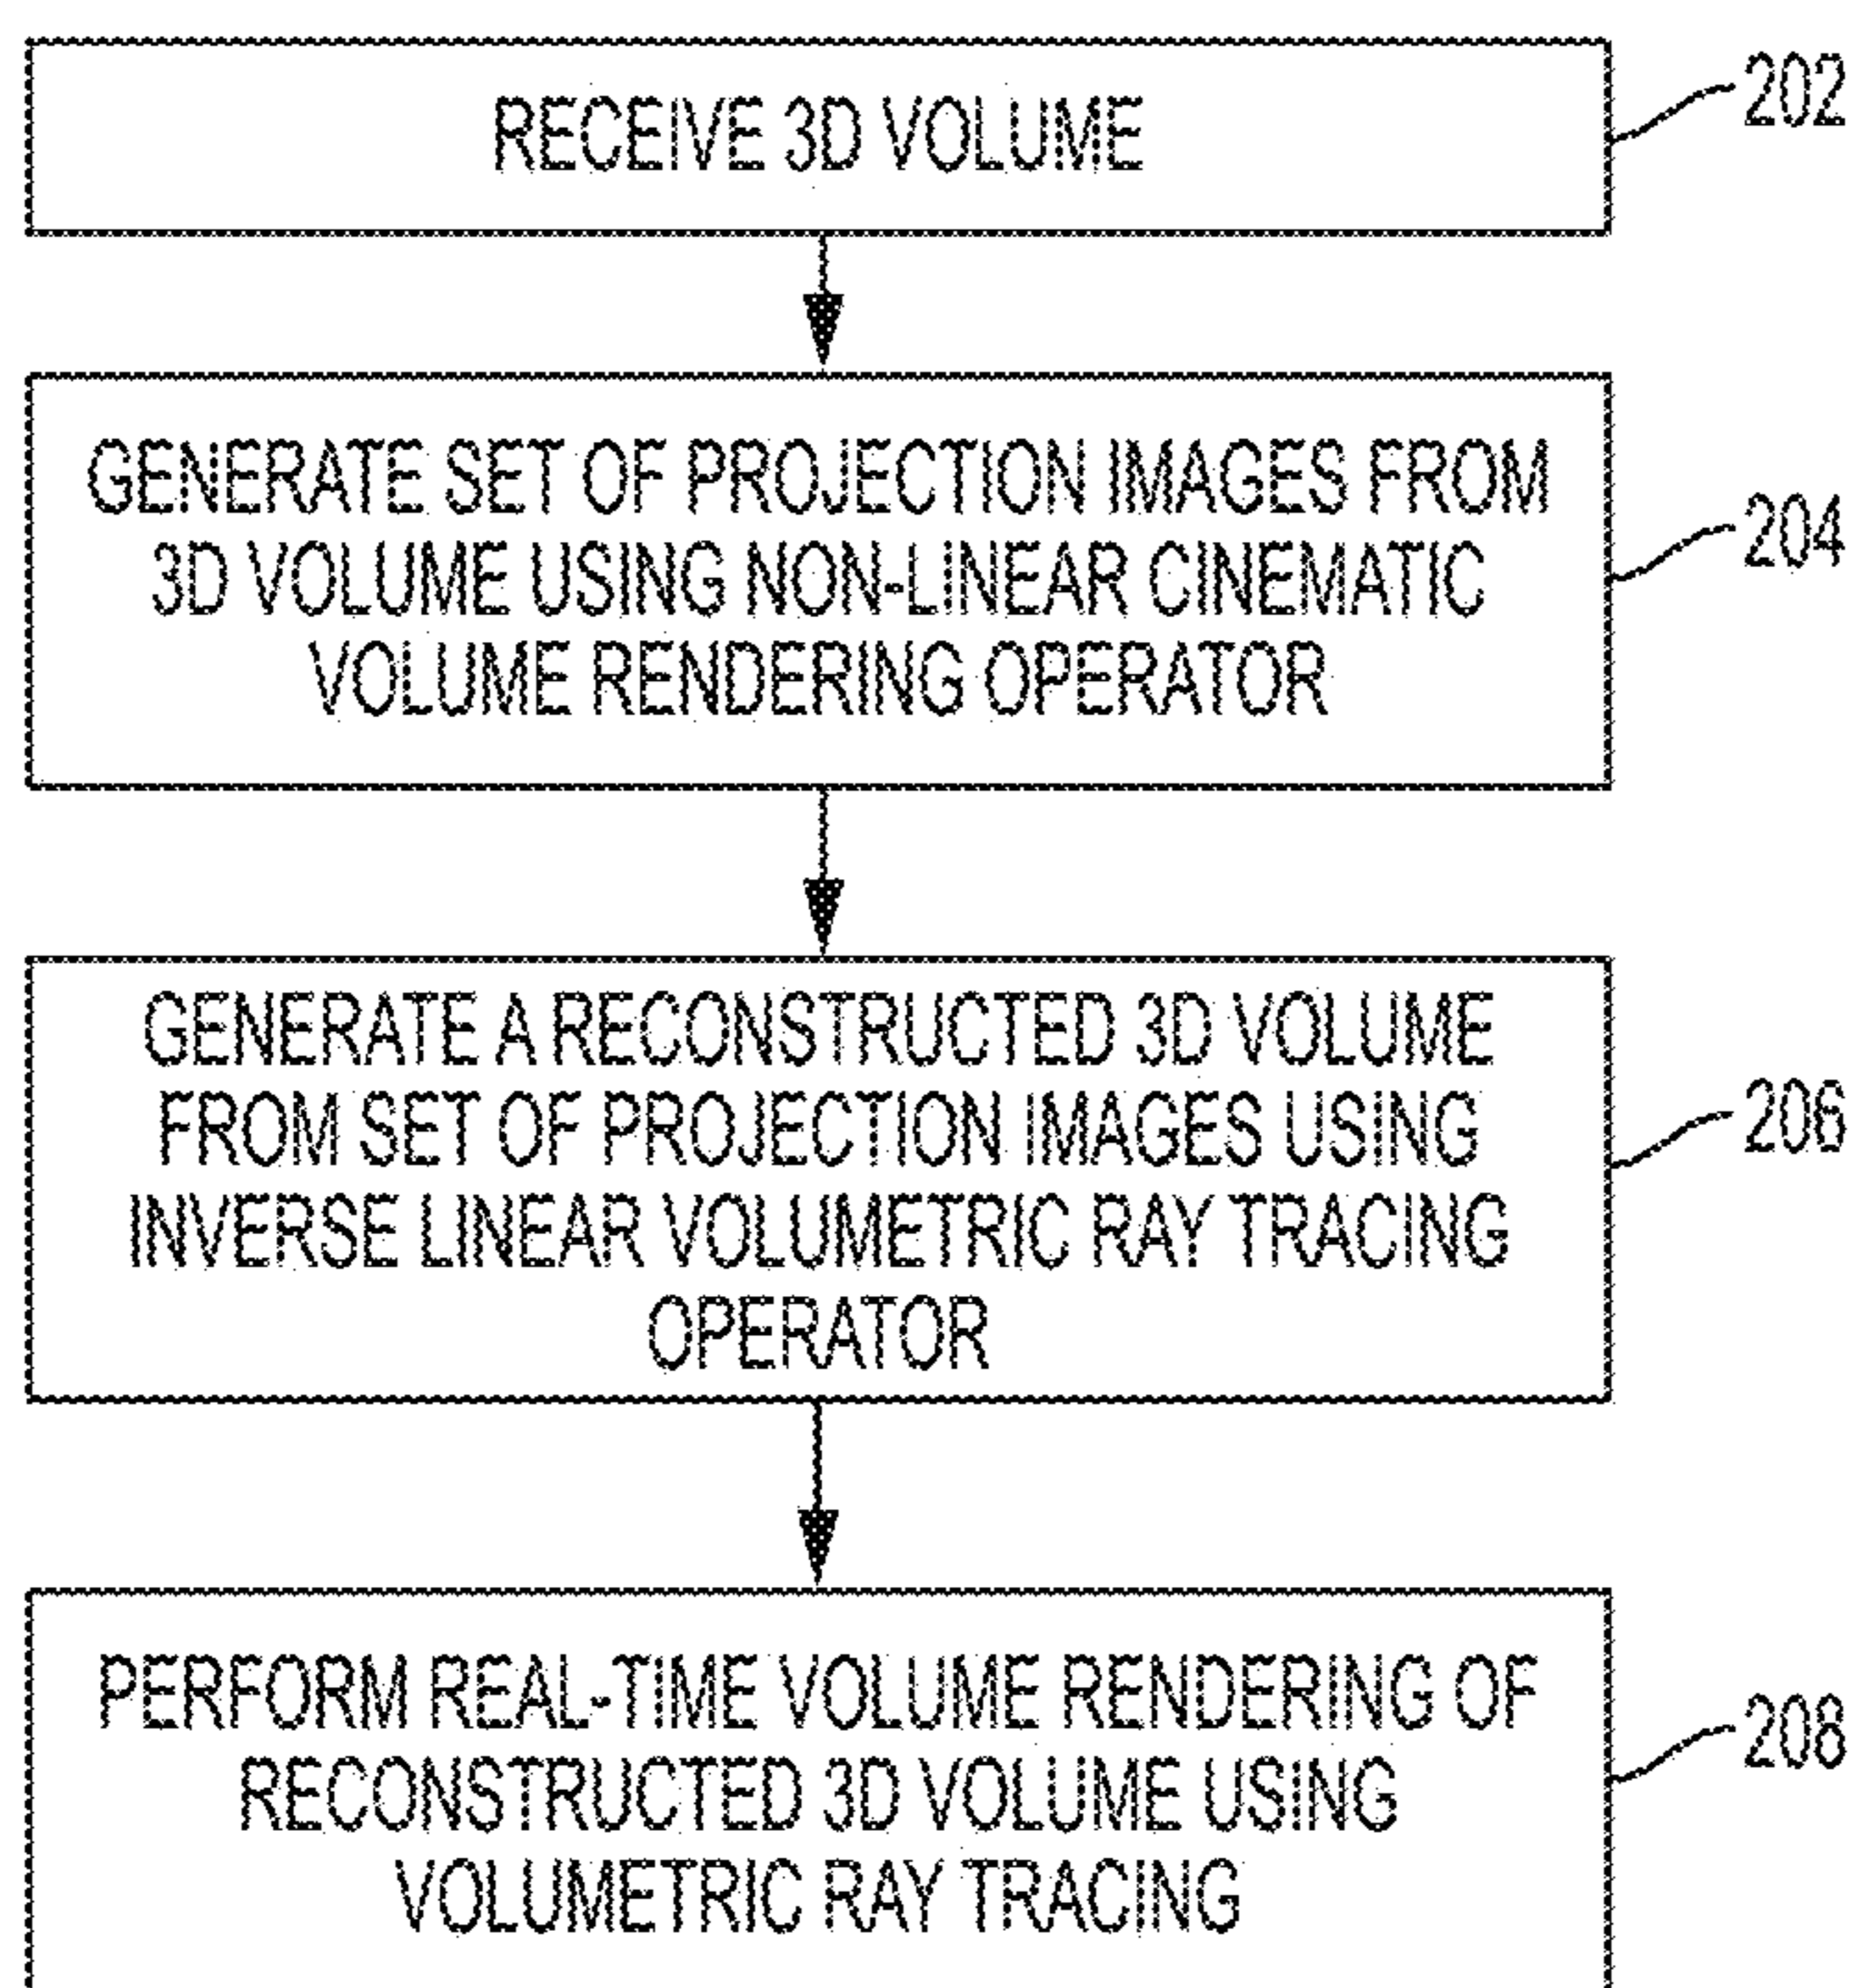 RECEIVE 3D VOLUME
202
GENERATE SET OF PROJECTION IMAGES FROM
3D VOLUME USING NON-LINEAR CINEMATIC
VOLUME RENDERING OPERATOR
204
GENERATE A RECONSTRUCTED 3D VOLUME
FROM SET OF PROJECTION IMAGES USING
INVERSE LINEAR VOLUMETRIC RAY TRACING
OPERATOR
206
PERFORM REAL-TIME VOLUME RENDERING OF
RECONSTRUCTED 3D VOLUME USING
VOLUMETRIC RAY TRACING
208